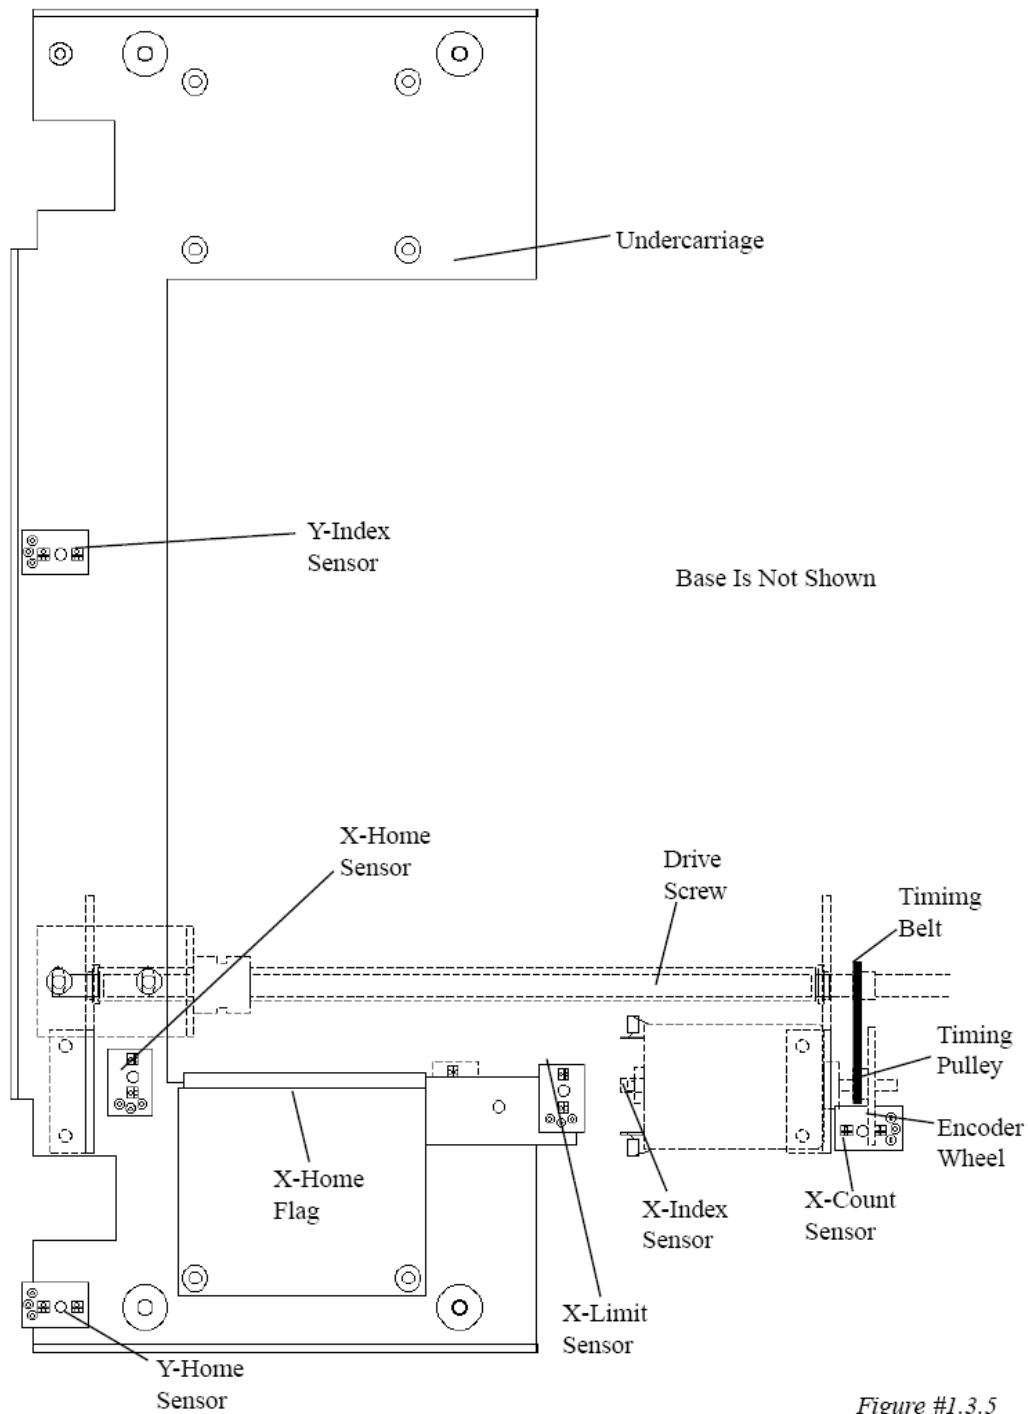 Undercarriage
Y-Index
Sensor
Base Is Not Shown
X-Home
Sensor
Drive
Screw
Timimg
Belt
Timing
Pulley
Encoder
Wheel
X-Home
Flag
X-Index
Sensor
X-Count
Sensor
X-Limit
Sensor
Y-Home
Sensor
Figure #1.3.5